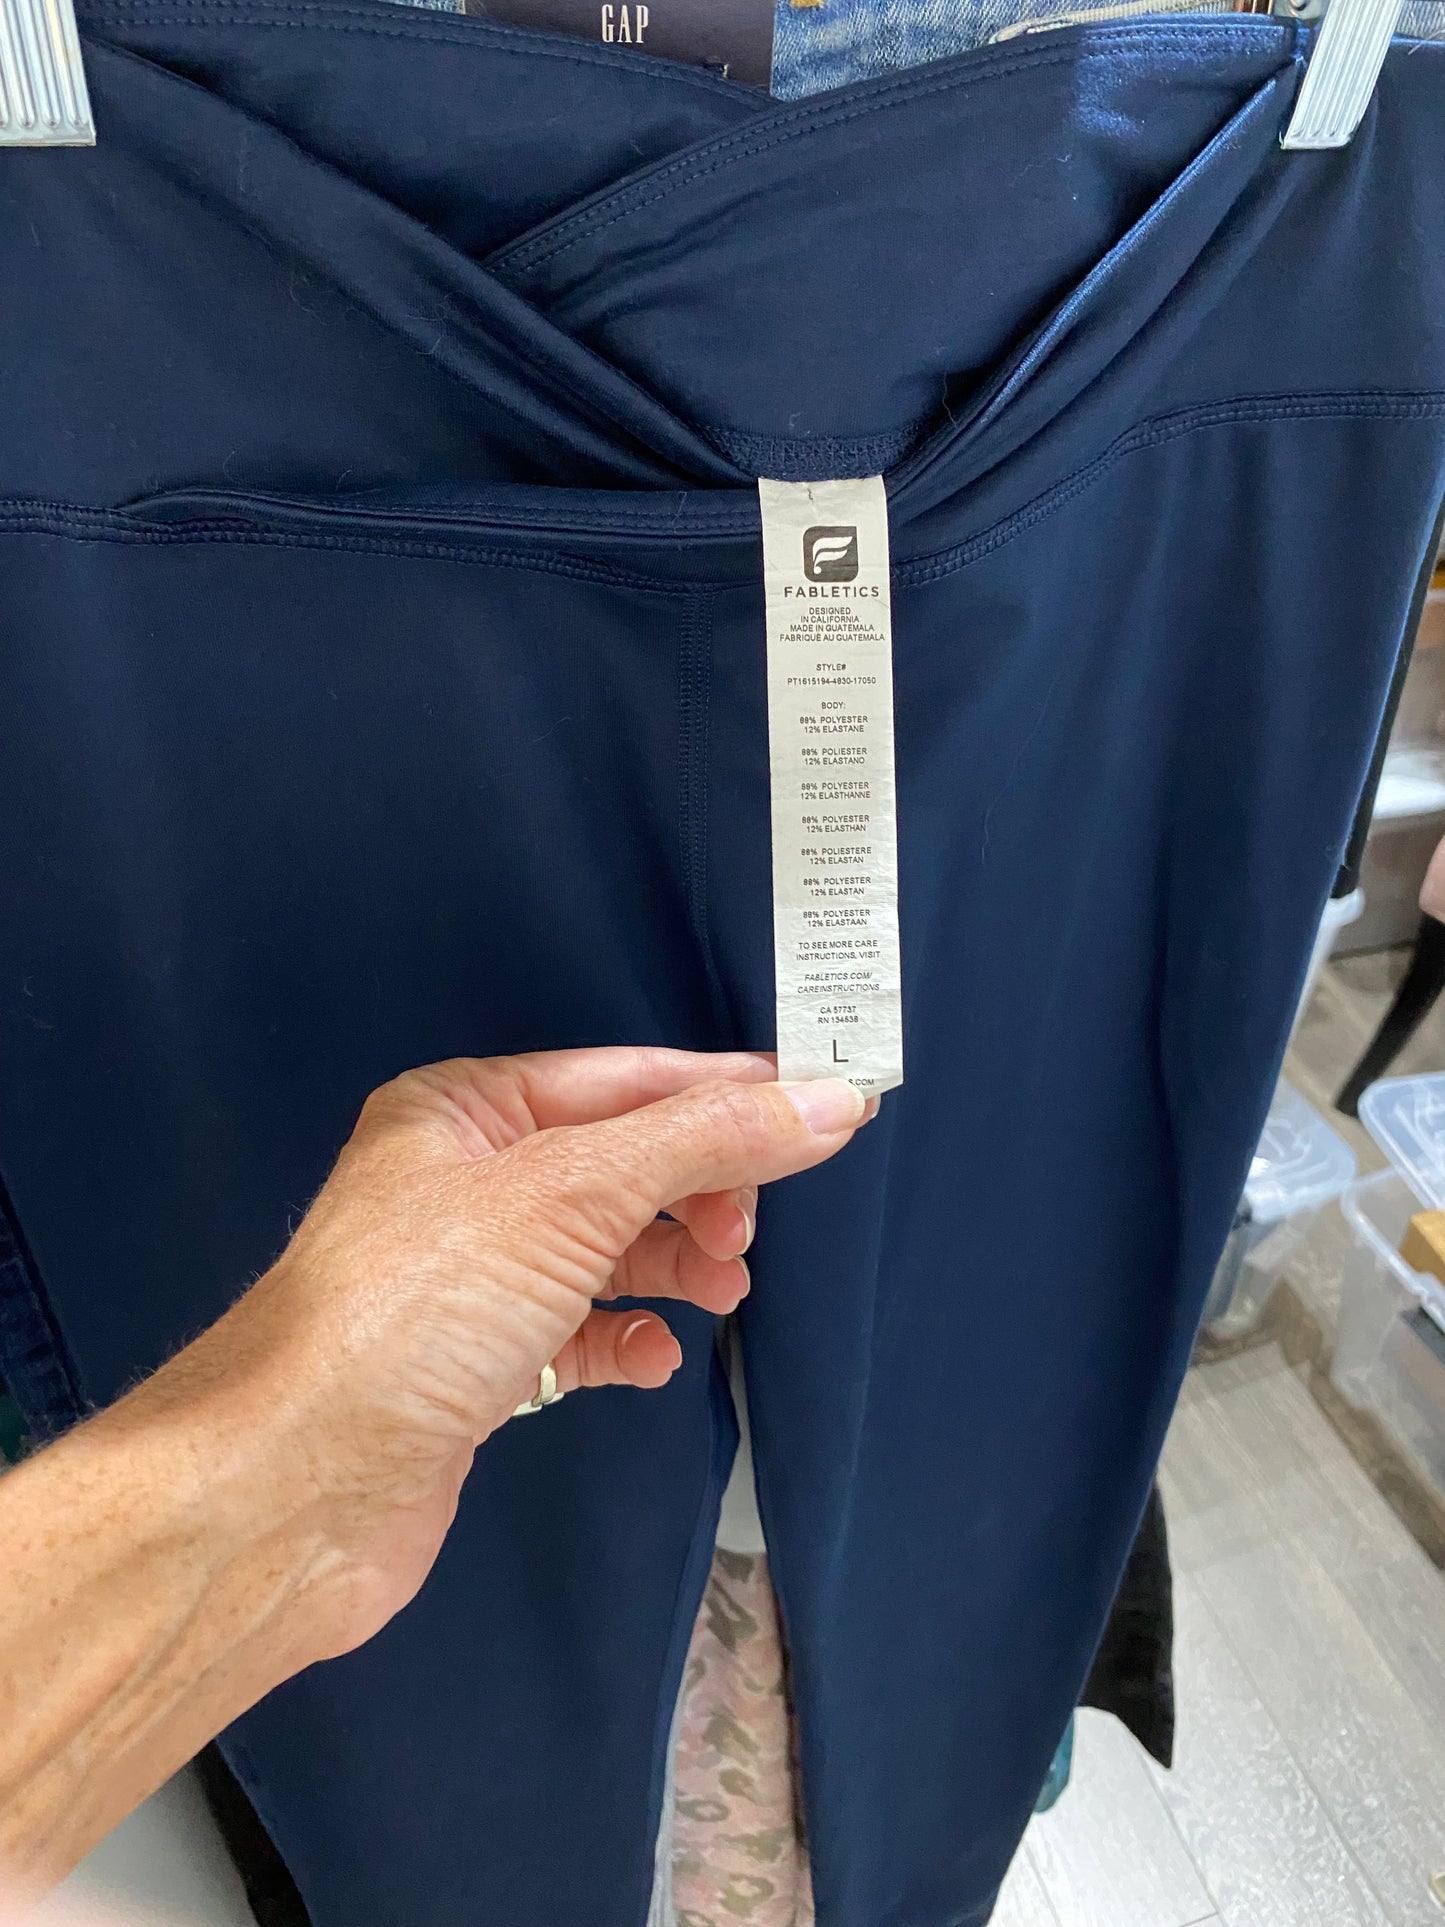 GAP
FABLETICS
DESIGNED
IN CALIFORNIA
MADE IN GUATEMALA
FABRIQUÉ AU GUATEMALA
STYLE#
PT1615194-4830-17050
BODY:
88% POLYESTER
12% ELASTANE
88% POLIESTER
12% ELASTANO
88% POLYESTER
12% ELASTHANNE
88% POLYESTER
12% ELASTHAN
88% POLIESTERE
12% ELASTAN
88% POLYESTER
12% ELASTAN
88% POLYESTER
12% ELASTAAN
TO SEE MORE CARE
INSTRUCTIONS, VISIT
FABLETICS.COM/
CAREINSTRUCTIONS
CA 57737
RN 134638
L
S.COM